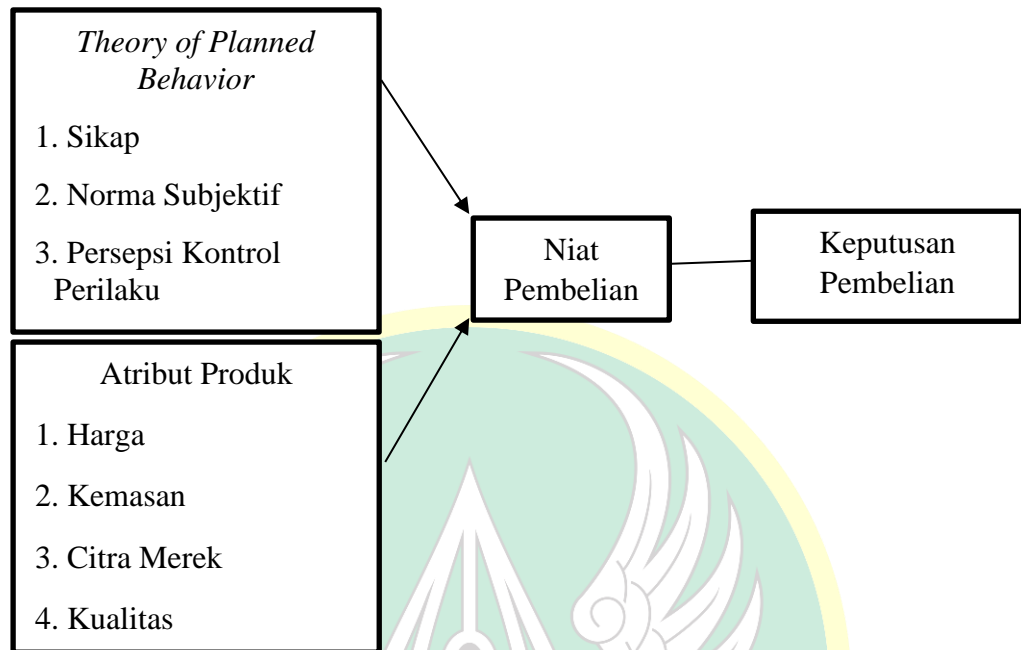 Theory of Planned
Behavior
1. Sikap
2. Norma Subjektif
3. Persepsi Kontrol
Perilaku
Atribut Produk
1. Harga
2. Kemasan
3. Citra Merek
4. Kualitas
Niat
Pembelian
Keputusan
Pembelian